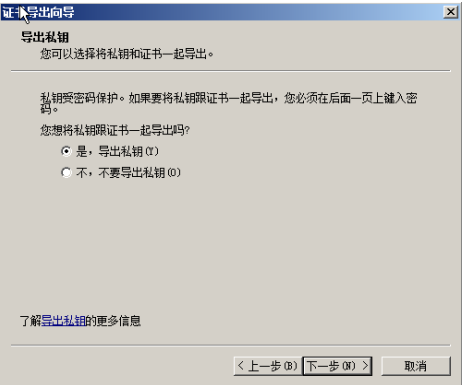 证书导出向导
导出私钥
您可以选择将私钥和证书一起导出。
私钥受密码保护。如果要将私钥跟证书一起导出，您必须在后面一页上键入密
码。
您想将私钥跟证书一起导出吗?
是，导出私钥(Y)
不，不要导出私钥(O)
了解导出私钥的更多信息
< 上一步(B) 下一步(N) > 取消